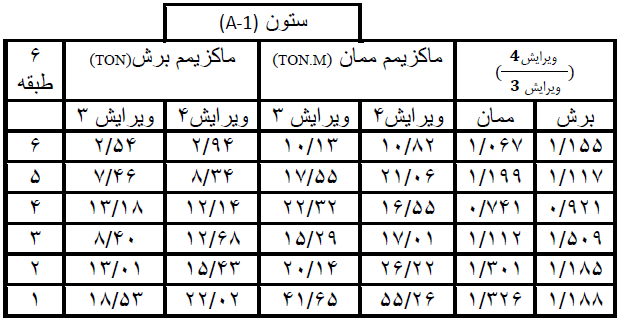 ستون (A-1)
۶ طبقه | ماکزیمم برش(TON) | ماکزیمم ممان (TON.M) | (ویرایش4 / ویرایش 3)
ویرایش ۳ | ویرایش۴ | ویرایش ۳ | ویرایش۴ | ممان | برش
۶ | ۲/۵۴ | ۲/۹۴ | ۱۰/۱۳ | ۱۰/۸۲ | ۱/۰۶۷ | ۱/۱۵۵
۵ | ۷/۴۶ | ۸/۳۴ | ۱۷/۵۵ | ۲۱/۰۶ | ۱/۱۹۹ | ۱/۱۱۷
۴ | ۱۳/۱۸ | ۱۲/۱۴ | ۲۲/۳۲ | ۱۶/۵۵ | ۰/۷۴۱ | ۰/۹۲۱
۳ | ۸/۴۰ | ۱۲/۶۸ | ۱۵/۲۹ | ۱۷/۰۱ | ۱/۱۱۲ | ۱/۵۰۹
۲ | ۱۳/۰۱ | ۱۵/۴۳ | ۲۰/۱۴ | ۲۶/۲۲ | ۱/۳۰۱ | ۱/۱۸۵
۱ | ۱۸/۵۳ | ۲۲/۰۲ | ۴۱/۶۵ | ۵۵/۲۶ | ۱/۳۲۶ | ۱/۱۸۸